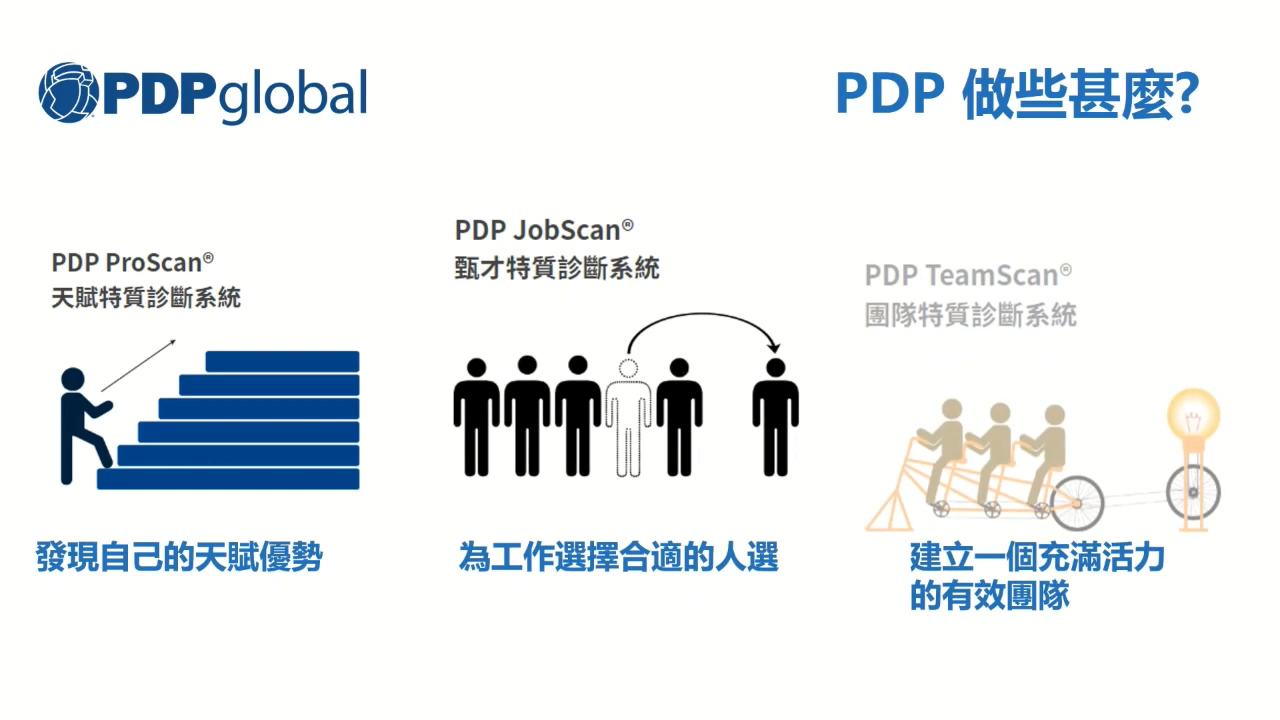 PDPglobal
PDP 做些甚麼?
PDP ProScan®
天賦特質診斷系統
發現自己的天賦優勢
PDP JobScan®
甄才特質診斷系統
為工作選擇合適的人選
PDP TeamScan®
團隊特質診斷系統
建立一個充滿活力
的有效團隊